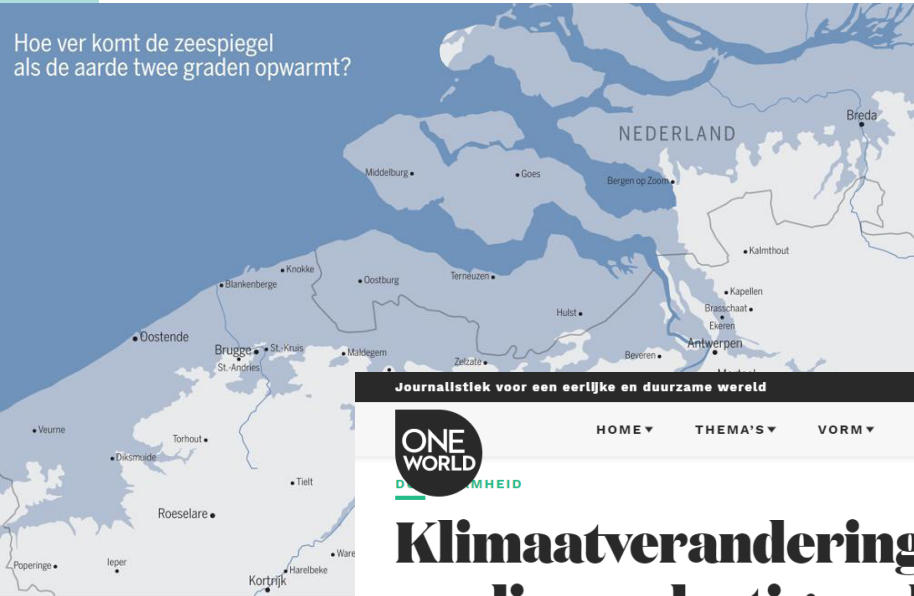 Hoe ver komt de zeespiegel
als de aarde twee graden opwarmt?
Breda
NEDERLAND
Middelburg
Goes
Bergen op Zoom
Kalmthout
Knokke
Blankenberge
Oostburg
Terneuzen
Kapellen
Hulst
Brasschaat
Ekeren
Oostende
Antwerpen
Brugge
St.-Kruis
Maldegem
Beveren
St.-Andries
Zelzate
Journalistiek voor een eerlijke en duurzame wereld
ONE
WORLD
HOME
THEMA'S
VORM
Veurne
Torhout
Diksmuide
MHEID
Tielt
Roeselare
Klimaatverandering
Ware
Poperinge
Ieper
Harelbeke
Kortrijk